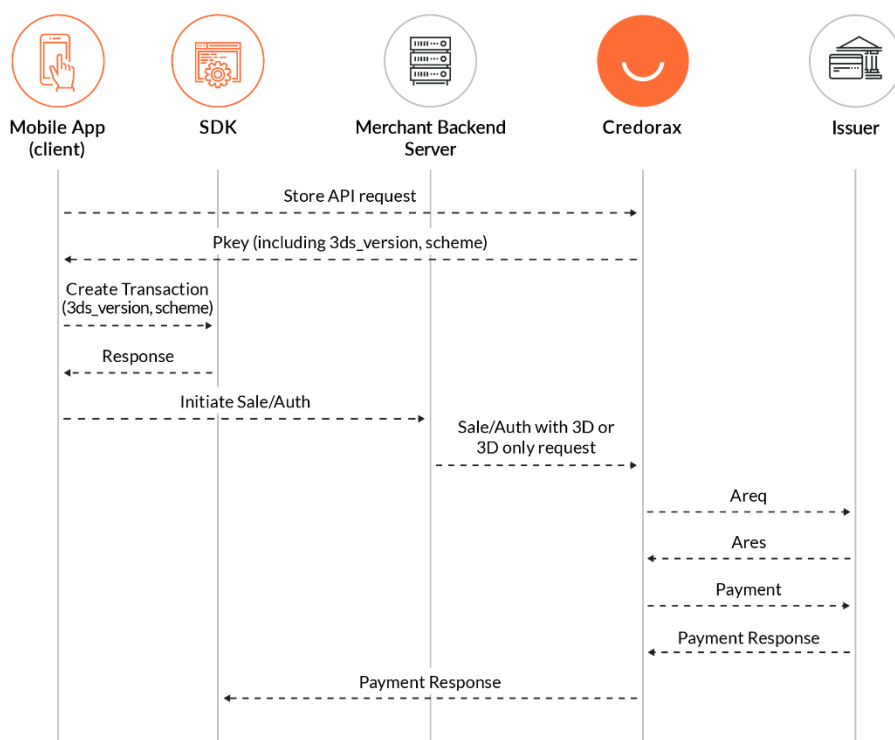 Mobile App
(client)
SDK
Merchant Backend
Server
Credorax
Issuer
Store API request
Pkey (including 3ds_version, scheme)
Create Transaction
(3ds_version, scheme)
Response
Initiate Sale/Auth
Sale/Auth with 3D or
3D only request
Areq
Ares
Payment
Payment Response
Payment Response